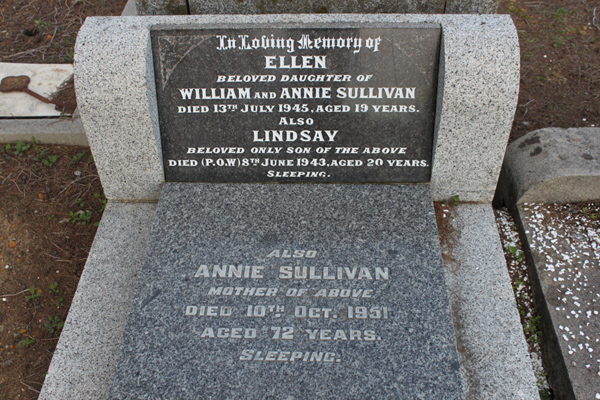 In Loving Memory of
ELLEN
BELOVED DAUGHTER OF
WILLIAM AND ANNIE SULLIVAN
DIED 13TH JULY 1945, AGED 19 YEARS.
ALSO
LINDSAY
BELOVED ONLY SON OF THE ABOVE
DIED (P.O.W) 8TH JUNE 1943, AGED 20 YEARS.
SLEEPING.
ALSO
ANNIE SULLIVAN
MOTHER OF ABOVE
DIED 10TH OCT. 1951
AGED 72 YEARS.
SLEEPING.